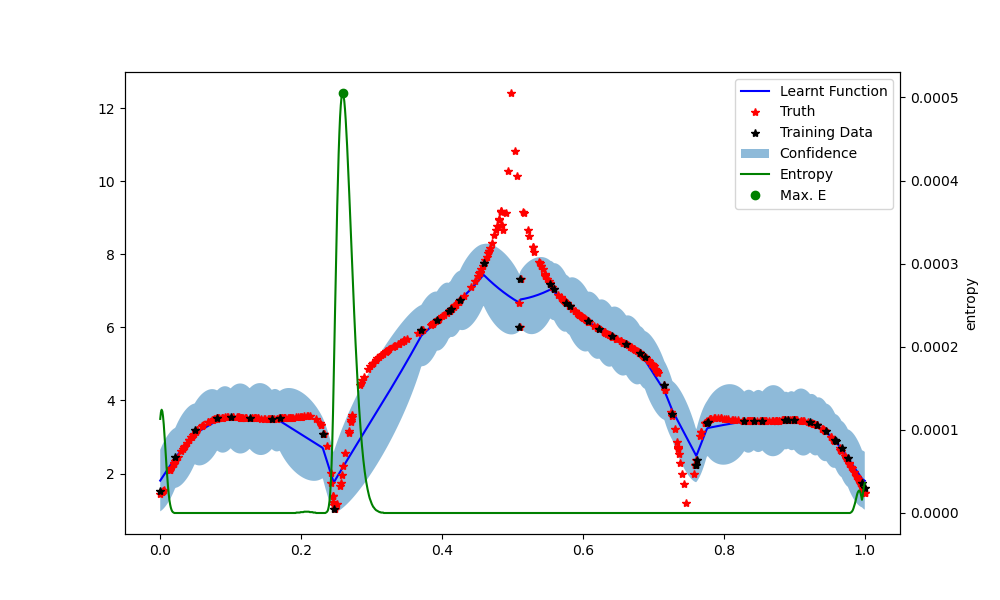 Learnt Function
Truth
Training Data
Confidence
Entropy
Max. E
12
10
8
6
4
2
0.0005
0.0004
0.0003
0.0002
0.0001
0.0000
entropy
0.0 0.2 0.4 0.6 0.8 1.0